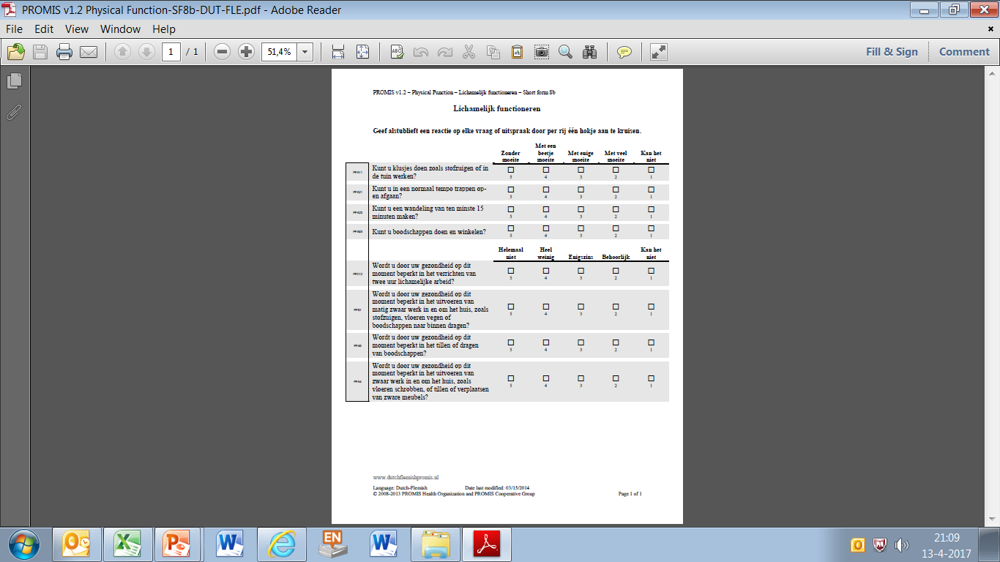 PROMIS v1.2 Physical Function-SF8b-DUT-FLE.pdf - Adobe Reader
File Edit View Window Help
1 / 1 51,4% Fill & Sign Comment
PROMIS v1.2 – Physical Function – Lichamelijk functioneren – Short form 8b
Lichamelijk functioneren
Geef alstublieft een reactie op elke vraag of uitspraak door per rij één hokje aan te kruisen.
Zonder moeite
Met een beetje moeite
Met enige moeite
Met veel moeite
Kan het niet
PFA11
Kunt u klusjes doen zoals stofzuigen of in
de tuin werken?
5 4 3 2 1
PFA21
Kunt u in een normaal tempo trappen op-
en afgaan?
5 4 3 2 1
PFA23
Kunt u een wandeling van ten minste 15
minuten maken?
5 4 3 2 1
PFA53
Kunt u boodschappen doen en winkelen?
5 4 3 2 1
Helemaal niet
Heel weinig
Enigszins
Behoorlijk
Kan het niet
PFC12
Wordt u door uw gezondheid op dit
moment beperkt in het verrichten van
twee uur lichamelijke arbeid?
5 4 3 2 1
PFB1
Wordt u door uw gezondheid op dit
moment beperkt in het uitvoeren van
matig zwaar werk in en om het huis, zoals
stofzuigen, vloeren vegen of
boodschappen naar binnen dragen?
5 4 3 2 1
PFA5
Wordt u door uw gezondheid op dit
moment beperkt in het tillen of dragen
van boodschappen?
5 4 3 2 1
PFA4
Wordt u door uw gezondheid op dit
moment beperkt in het uitvoeren van
zwaar werk in en om het huis, zoals
vloeren schrobben, of tillen of verplaatsen
van zware meubels?
5 4 3 2 1
www.dutchflemishpromis.nl
Language: Dutch-Flemish Date last modified: 03/15/2014
© 2008-2013 PROMIS Health Organization and PROMIS Cooperative Group Page 1 of 1
EN
21:09
13-4-2017